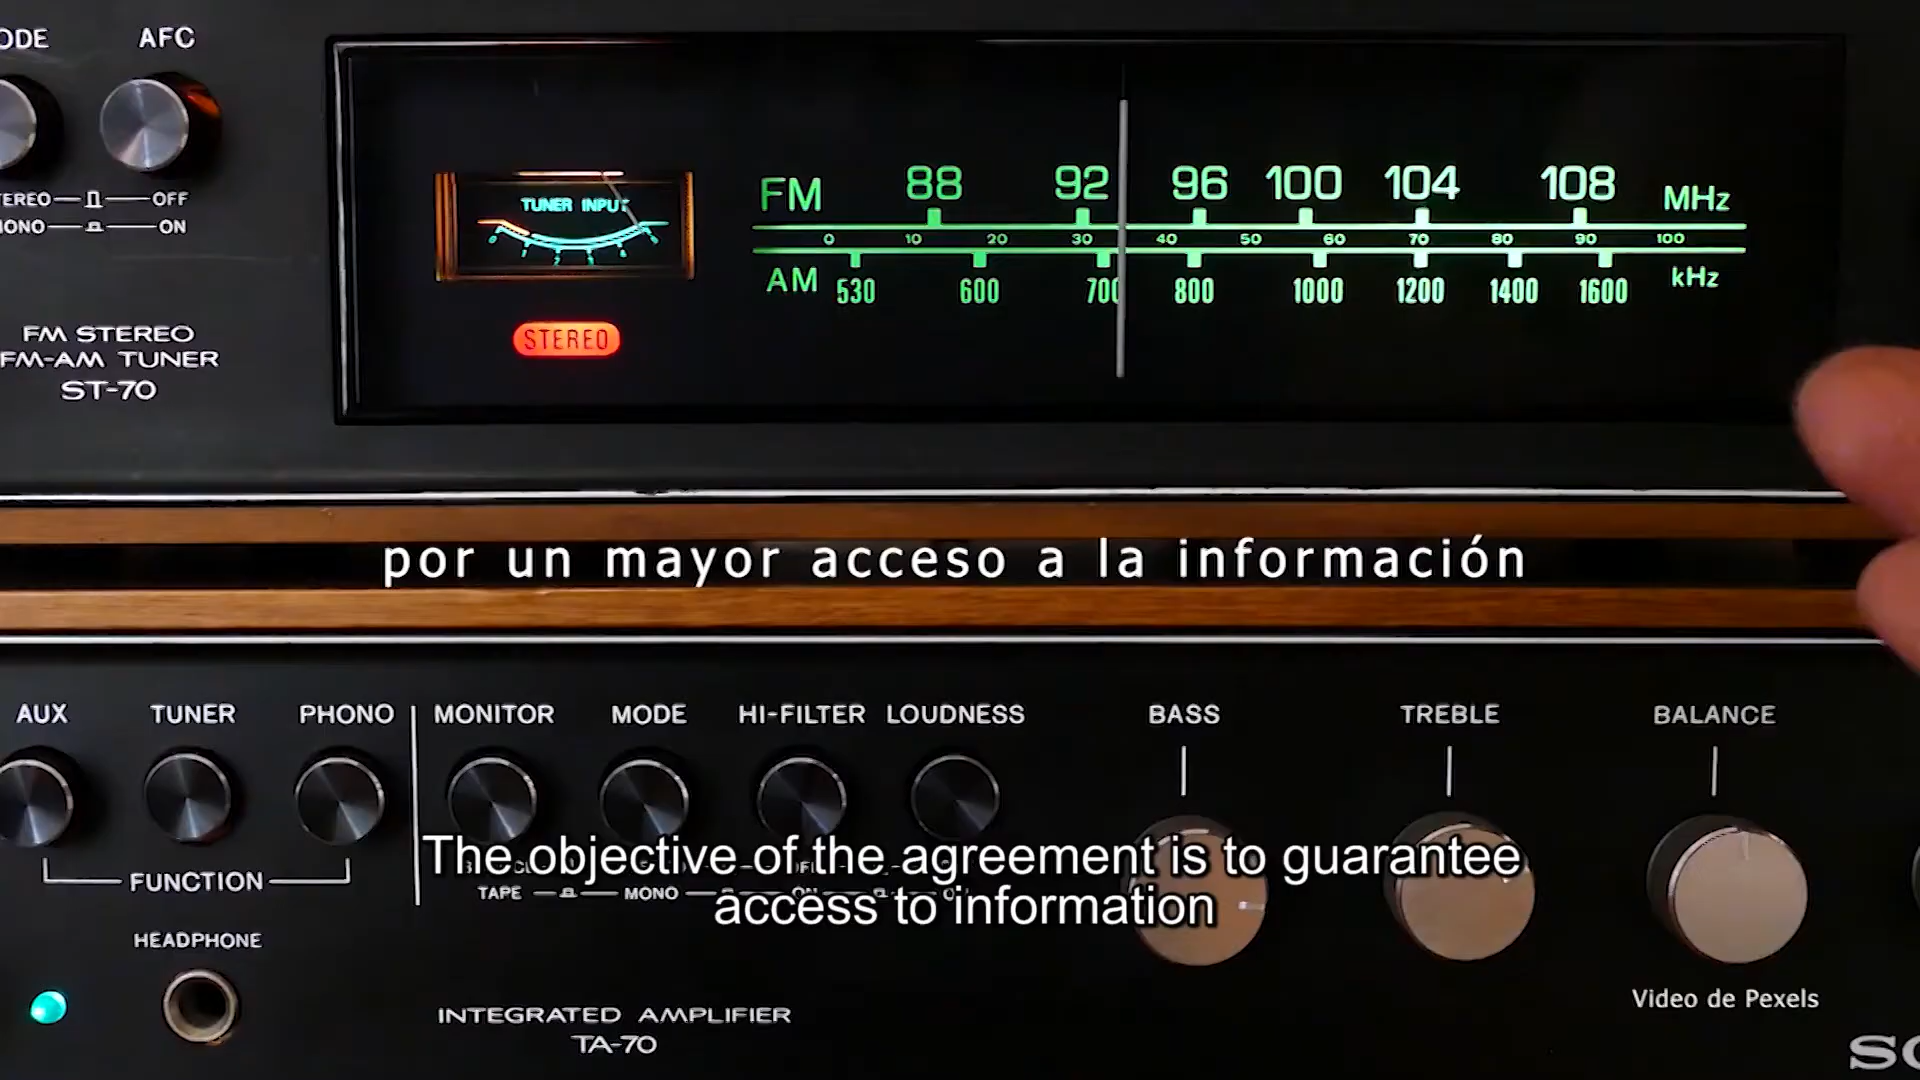 AFC
OFF
ON
FM STEREO
FM-AM TUNER
ST-70
TUNER INPUT
STEREO
FM 88 92 96 100 104 108 MHz
0 10 20 30 40 50 60 70 80 90 100
AM 530 600 700 800 1000 1200 1400 1600 kHz
por un mayor acceso a la información
AUX TUNER PHONO MONITOR MODE HI-FILTER LOUDNESS BASS TREBLE BALANCE
The objective of the agreement is to guarantee
access to information
FUNCTION
TAPE MONO
HEADPHONE
INTEGRATED AMPLIFIER
TA-70
Video de Pexels